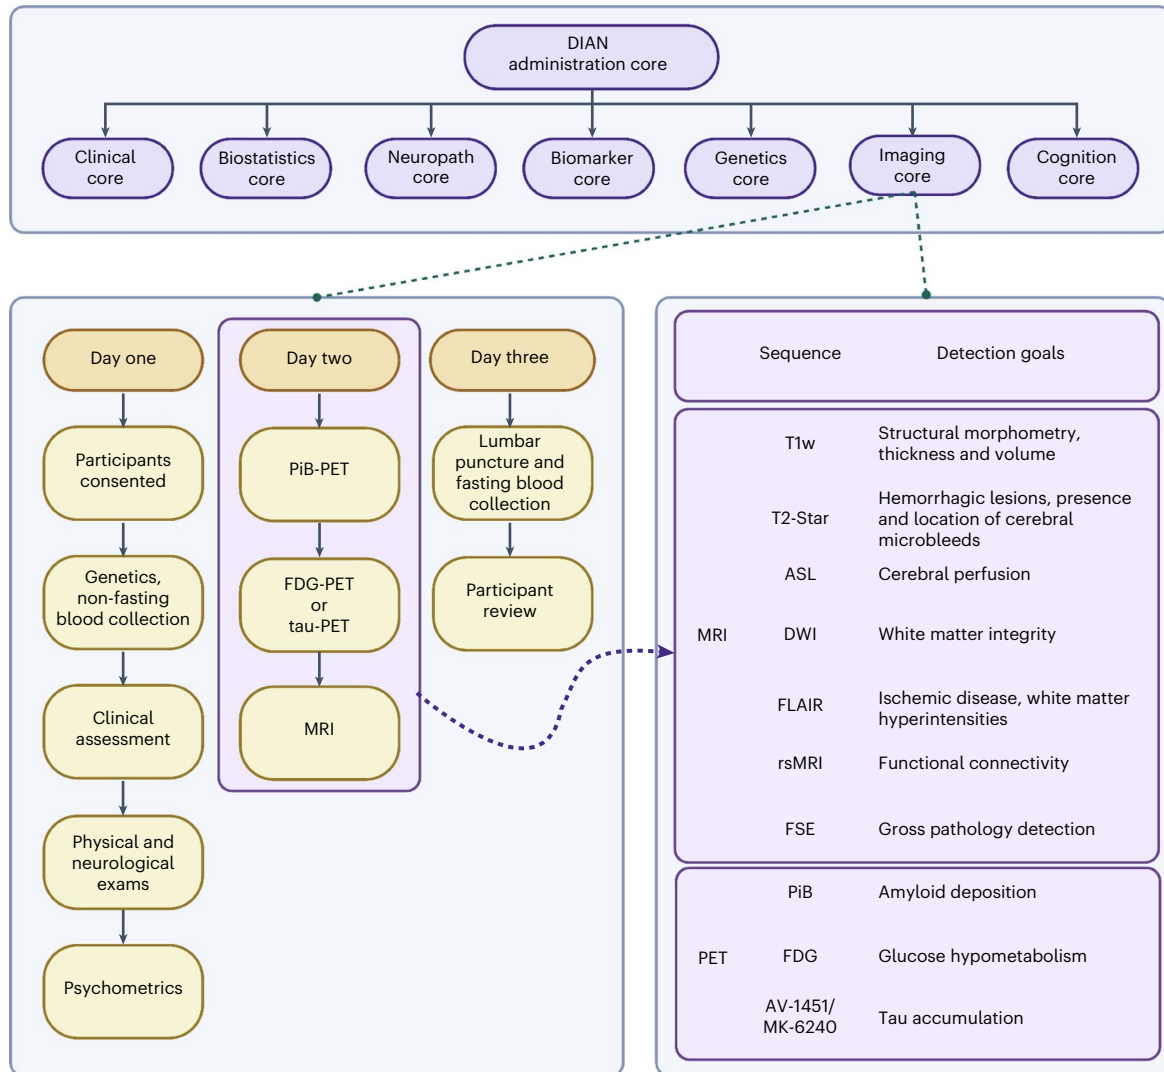 DIAN
administration core
Clinical
core
Biostatistics
core
Neuropath
core
Biomarker
core
Genetics
core
Imaging
core
Cognition
core
Day one
Participants
consented
Genetics,
non-fasting
blood collection
Clinical
assessment
Physical and
neurological
exams
Psychometrics
Day two
PiB-PET
FDG-PET
or
tau-PET
MRI
Day three
Lumbar
puncture and
fasting blood
collection
Participant
review
Sequence
Detection goals
MRI
T1w
Structural morphometry,
thickness and volume
T2-Star
Hemorrhagic lesions, presence
and location of cerebral
microbleeds
ASL
Cerebral perfusion
DWI
White matter integrity
FLAIR
Ischemic disease, white matter
hyperintensities
rsMRI
Functional connectivity
FSE
Gross pathology detection
PET
PiB
Amyloid deposition
FDG
Glucose hypometabolism
AV-1451/
MK-6240
Tau accumulation